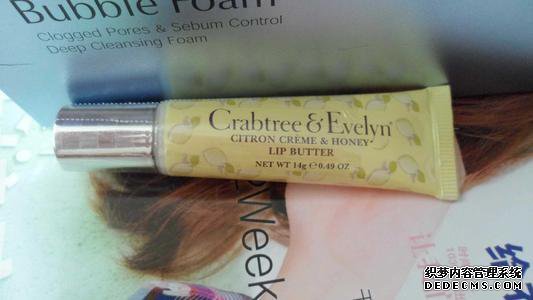 Bubble Foam
Clogged Pores & Sebum Control
Deep Cleansing Foam
Crabtree & Evelyn®
CITRON CREME & HONEY
LIP BUTTER
NET WT 14g ℮ 0.49 OZ
Week
#
织梦内容管理系统
DEDECMS.COM